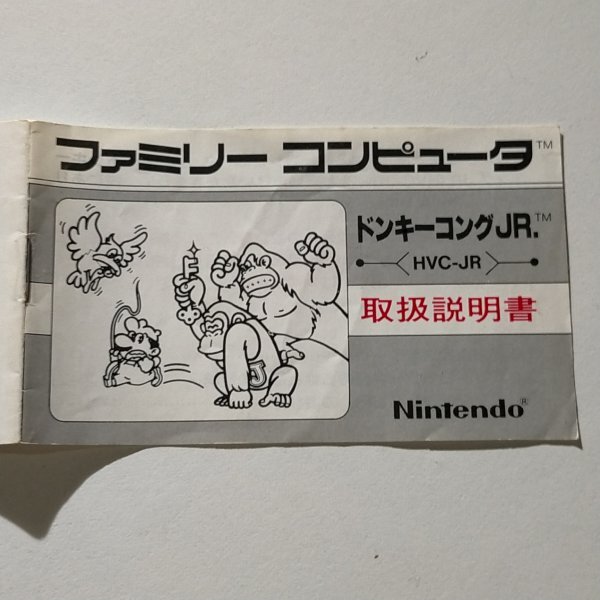 ファミリー コンピュータ™
ドンキーコングJR.™
HVC-JR
取扱説明書
J
Nintendo®